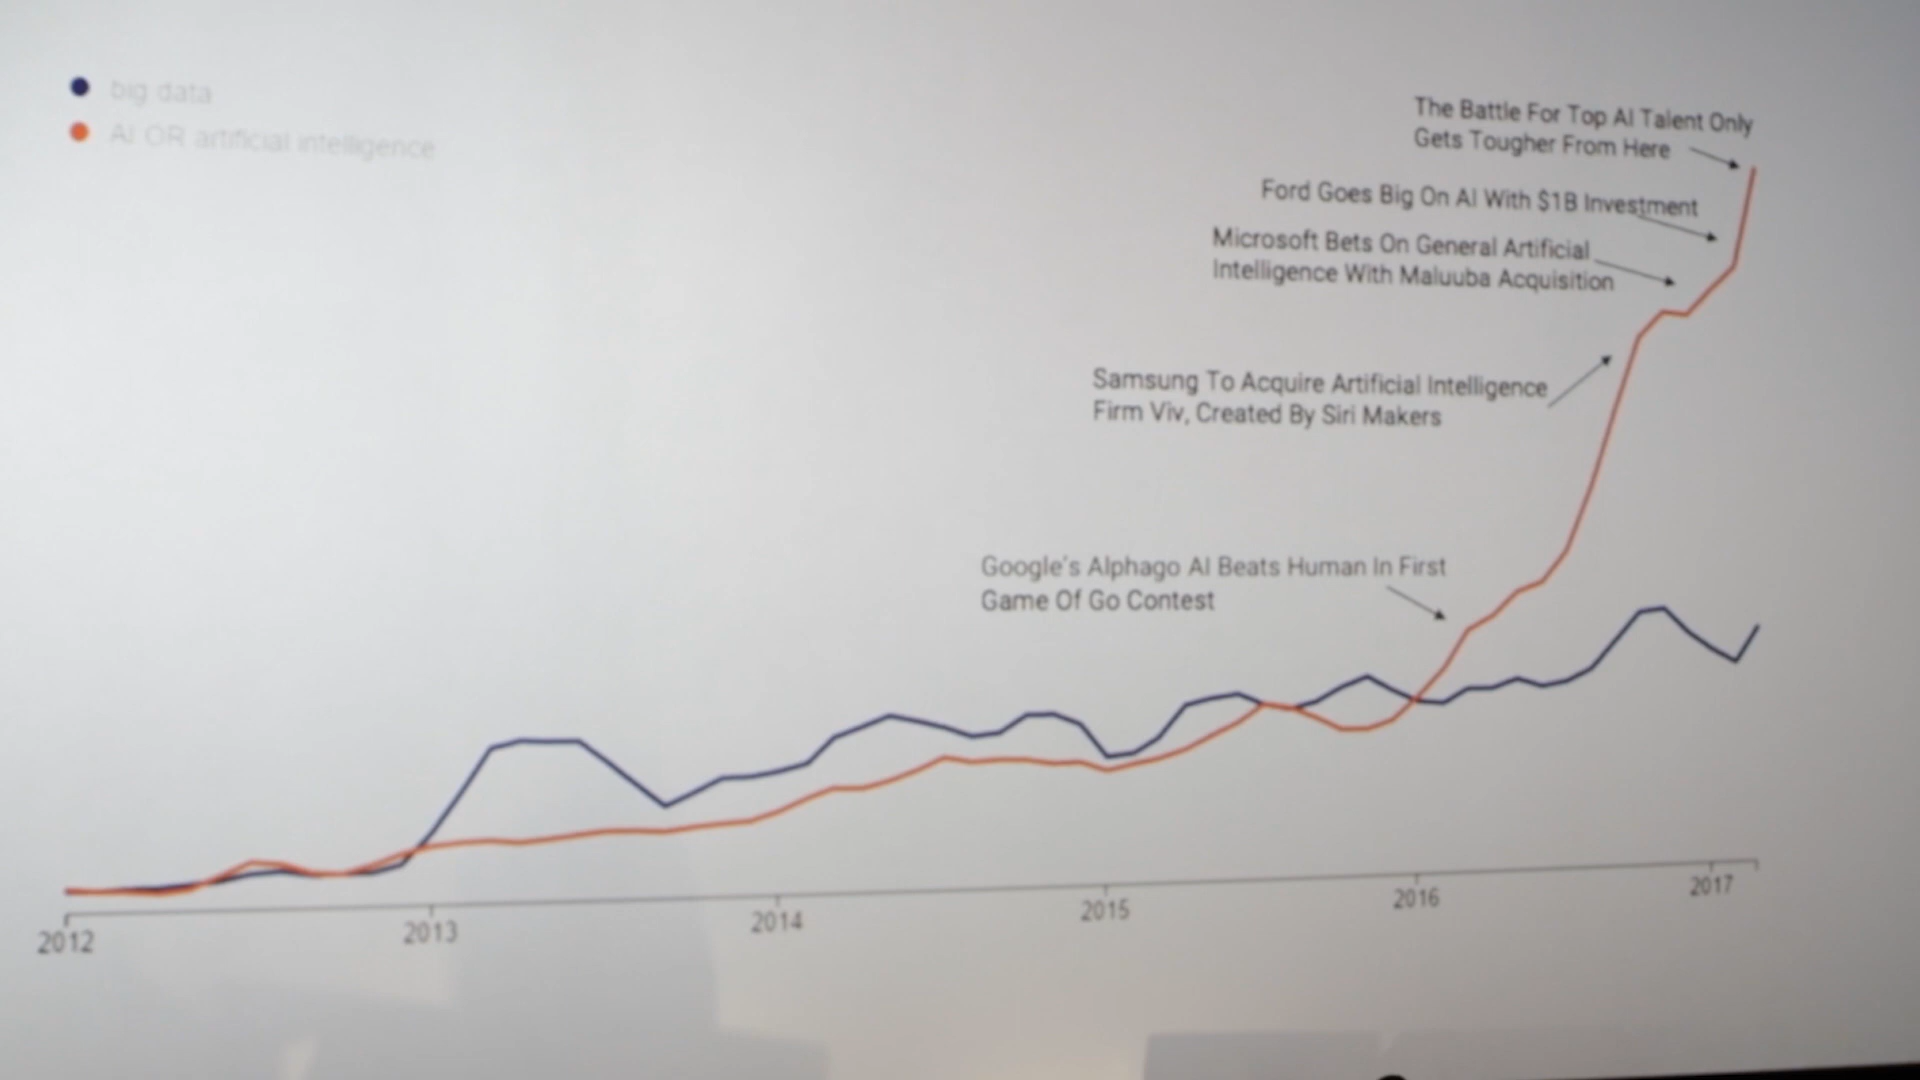 big data
AI OR artificial intelligence
The Battle For Top AI Talent Only
Gets Tougher From Here
Ford Goes Big On AI With $1B Investment
Microsoft Bets On General Artificial
Intelligence With Maluuba Acquisition
Samsung To Acquire Artificial Intelligence
Firm Viv, Created By Siri Makers
Google's Alphago AI Beats Human In First
Game Of Go Contest
2012
2013
2014
2015
2016
2017